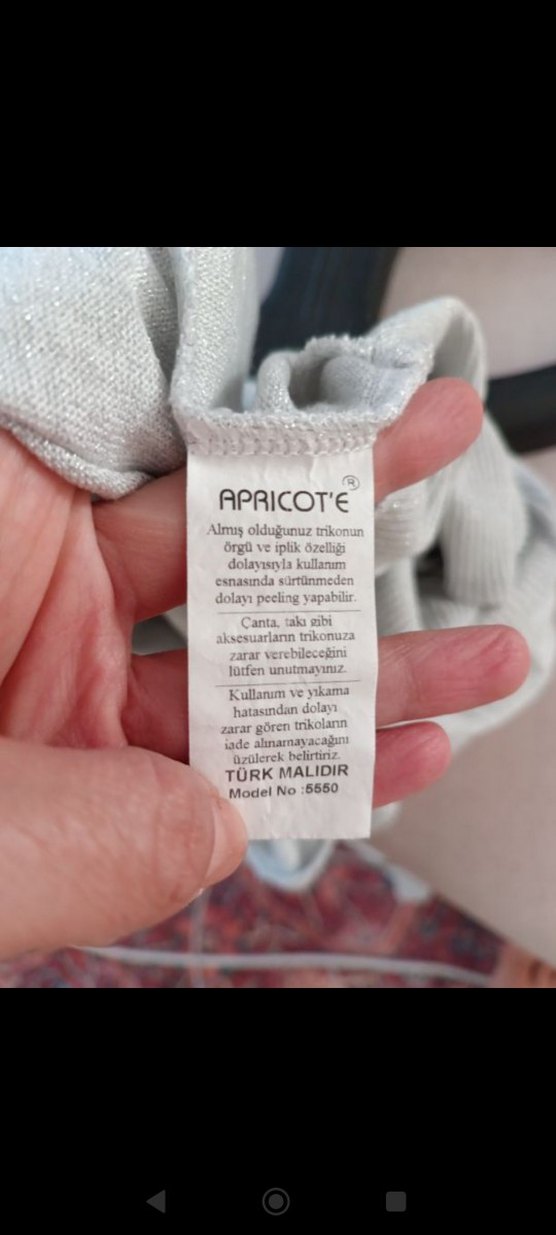 APRICOT'E ®
Almış olduğunuz trikonun
örgü ve iplik özelliği
dolayısıyla kullanım
esnasında sürtünmeden
dolayı peeling yapabilir.
Çanta, takı gibi
aksesuarların trikonuza
zarar verebileceğini
lütfen unutmayınız.
Kullanım ve yıkama
hatasından dolayı
zarar gören trikoların
iade alınamayacağını
üzülerek belirtiriz.
TÜRK MALIDIR
Model No :5550